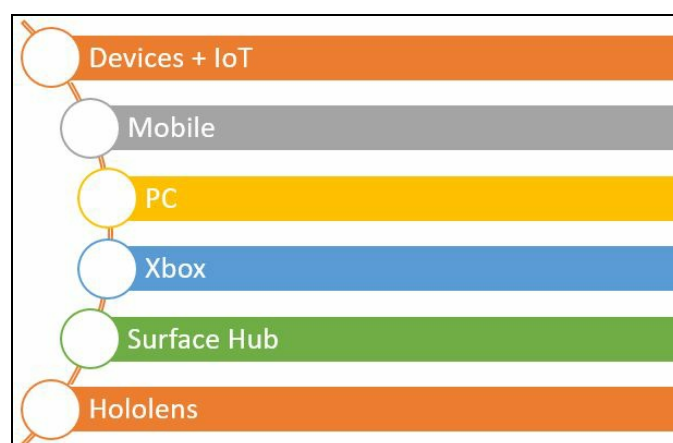 Devices + IoT
Mobile
PC
Xbox
Surface Hub
Hololens